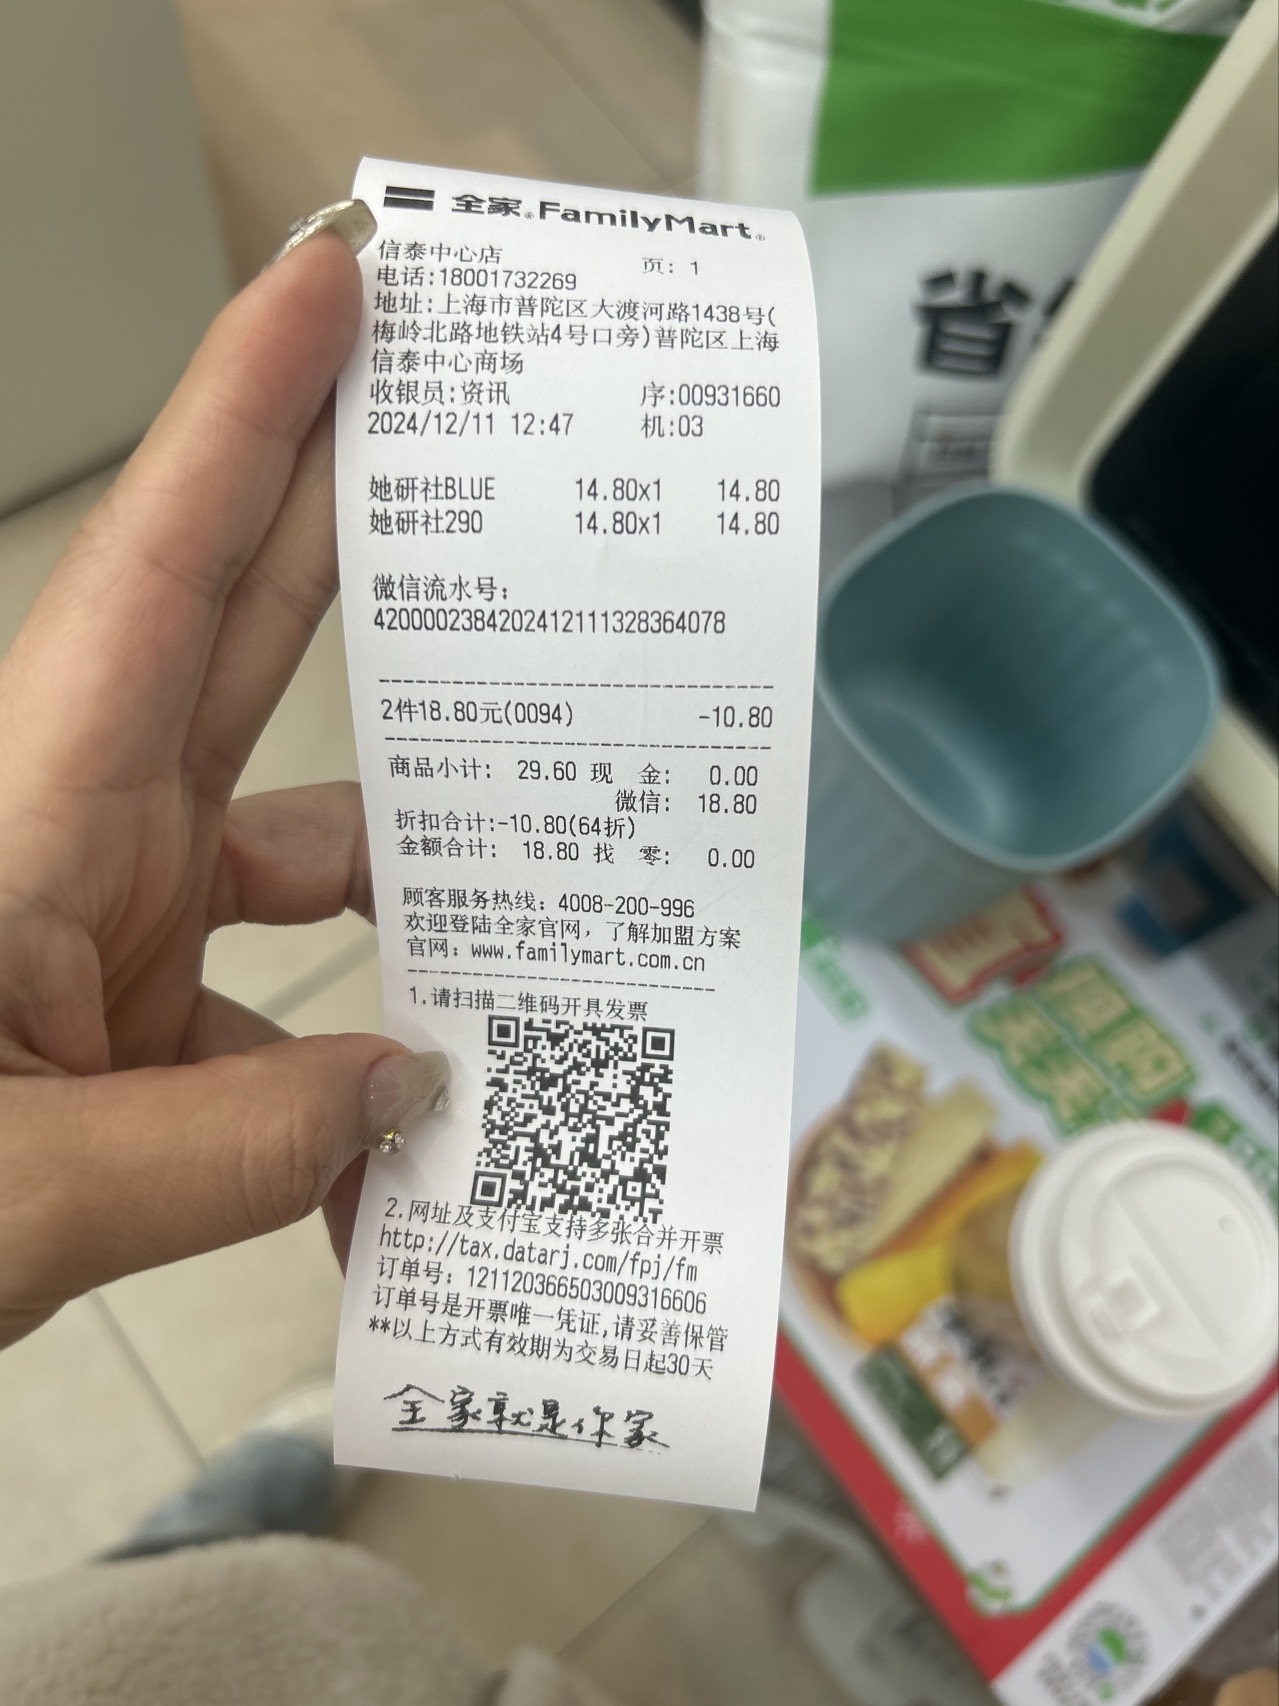 全家®FamilyMart®
信泰中心店 页: 1
电话:18001732269
地址:上海市普陀区大渡河路1438号(
梅岭北路地铁站4号口旁)普陀区上海
信泰中心商场
收银员:资讯 序:00931660
2024/12/11 12:47 机:03
她研社BLUE 14.80x1 14.80
她研社290 14.80x1 14.80
微信流水号:
4200002384202412111328364078
2件18.80元(0094) -10.80
商品小计: 29.60 现 金: 0.00
微信: 18.80
折扣合计:-10.80(64折)
金额合计: 18.80 找 零: 0.00
顾客服务热线: 4008-200-996
欢迎登陆全家官网, 了解加盟方案
官网: www.familymart.com.cn
1.请扫描二维码开具发票
2.网址及支付宝支持多张合并开票
http://tax.datarj.com/fpj/fm
订单号: 121120366503009316606
订单号是开票唯一凭证,请妥善保管
**以上方式有效期为交易日起30天
全家就是你家
省